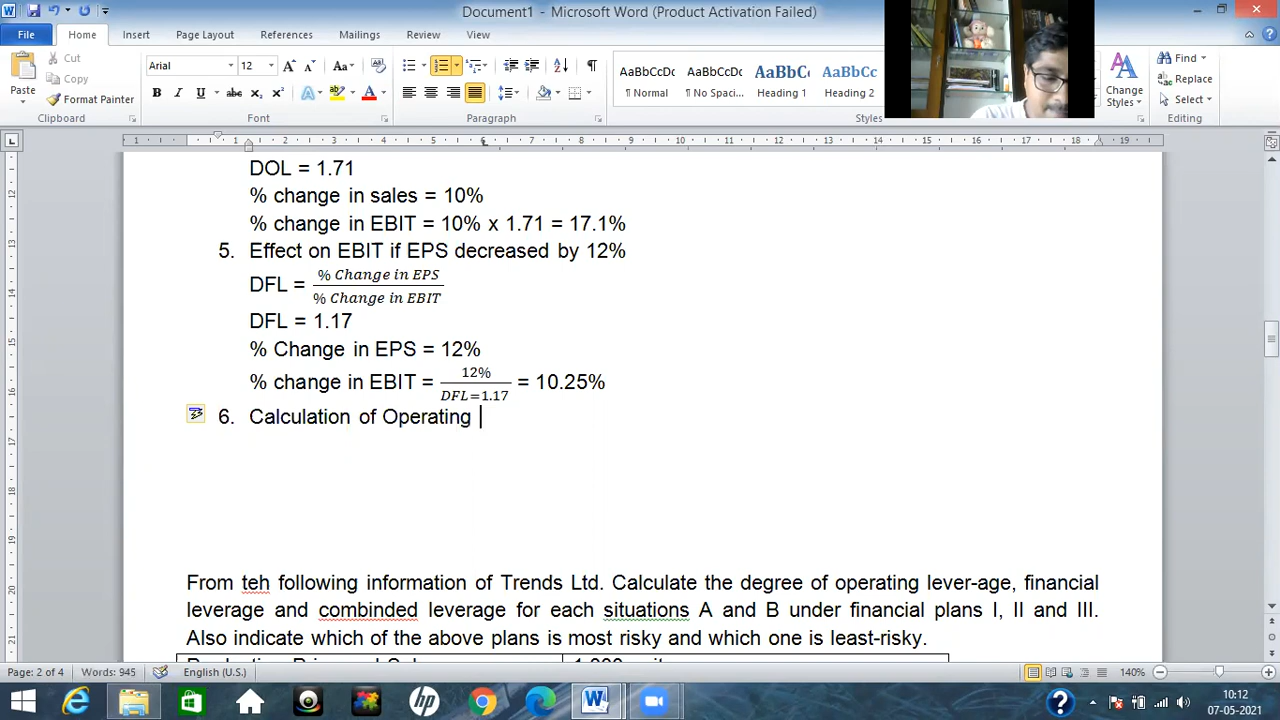 Document1 - Microsoft Word (Product Activation Failed)
File Home Insert Page Layout References Mailings Review View
Paste
Cut
Copy
Format Painter
Clipboard
Arial 12
Font
Paragraph
AaBbCcDc AaBbCcDc AaBbC AaBbCc
¶ Normal ¶ No Spaci... Heading 1 Heading 2
Styles
Change Styles
Find
Replace
Select
Editing
DOL = 1.71
% change in sales = 10%
% change in EBIT = 10% x 1.71 = 17.1%
5. Effect on EBIT if EPS decreased by 12%
DFL = % Change in EPS / % Change in EBIT
DFL = 1.17
% Change in EPS = 12%
% change in EBIT = 12% / DFL=1.17 = 10.25%
6. Calculation of Operating
From teh following information of Trends Ltd. Calculate the degree of operating lever-age, financial
leverage and combinded leverage for each situations A and B under financial plans I, II and III.
Also indicate which of the above plans is most risky and which one is least-risky.
Page: 2 of 4 Words: 945 English (U.S.) 140%
10:12
07-05-2021